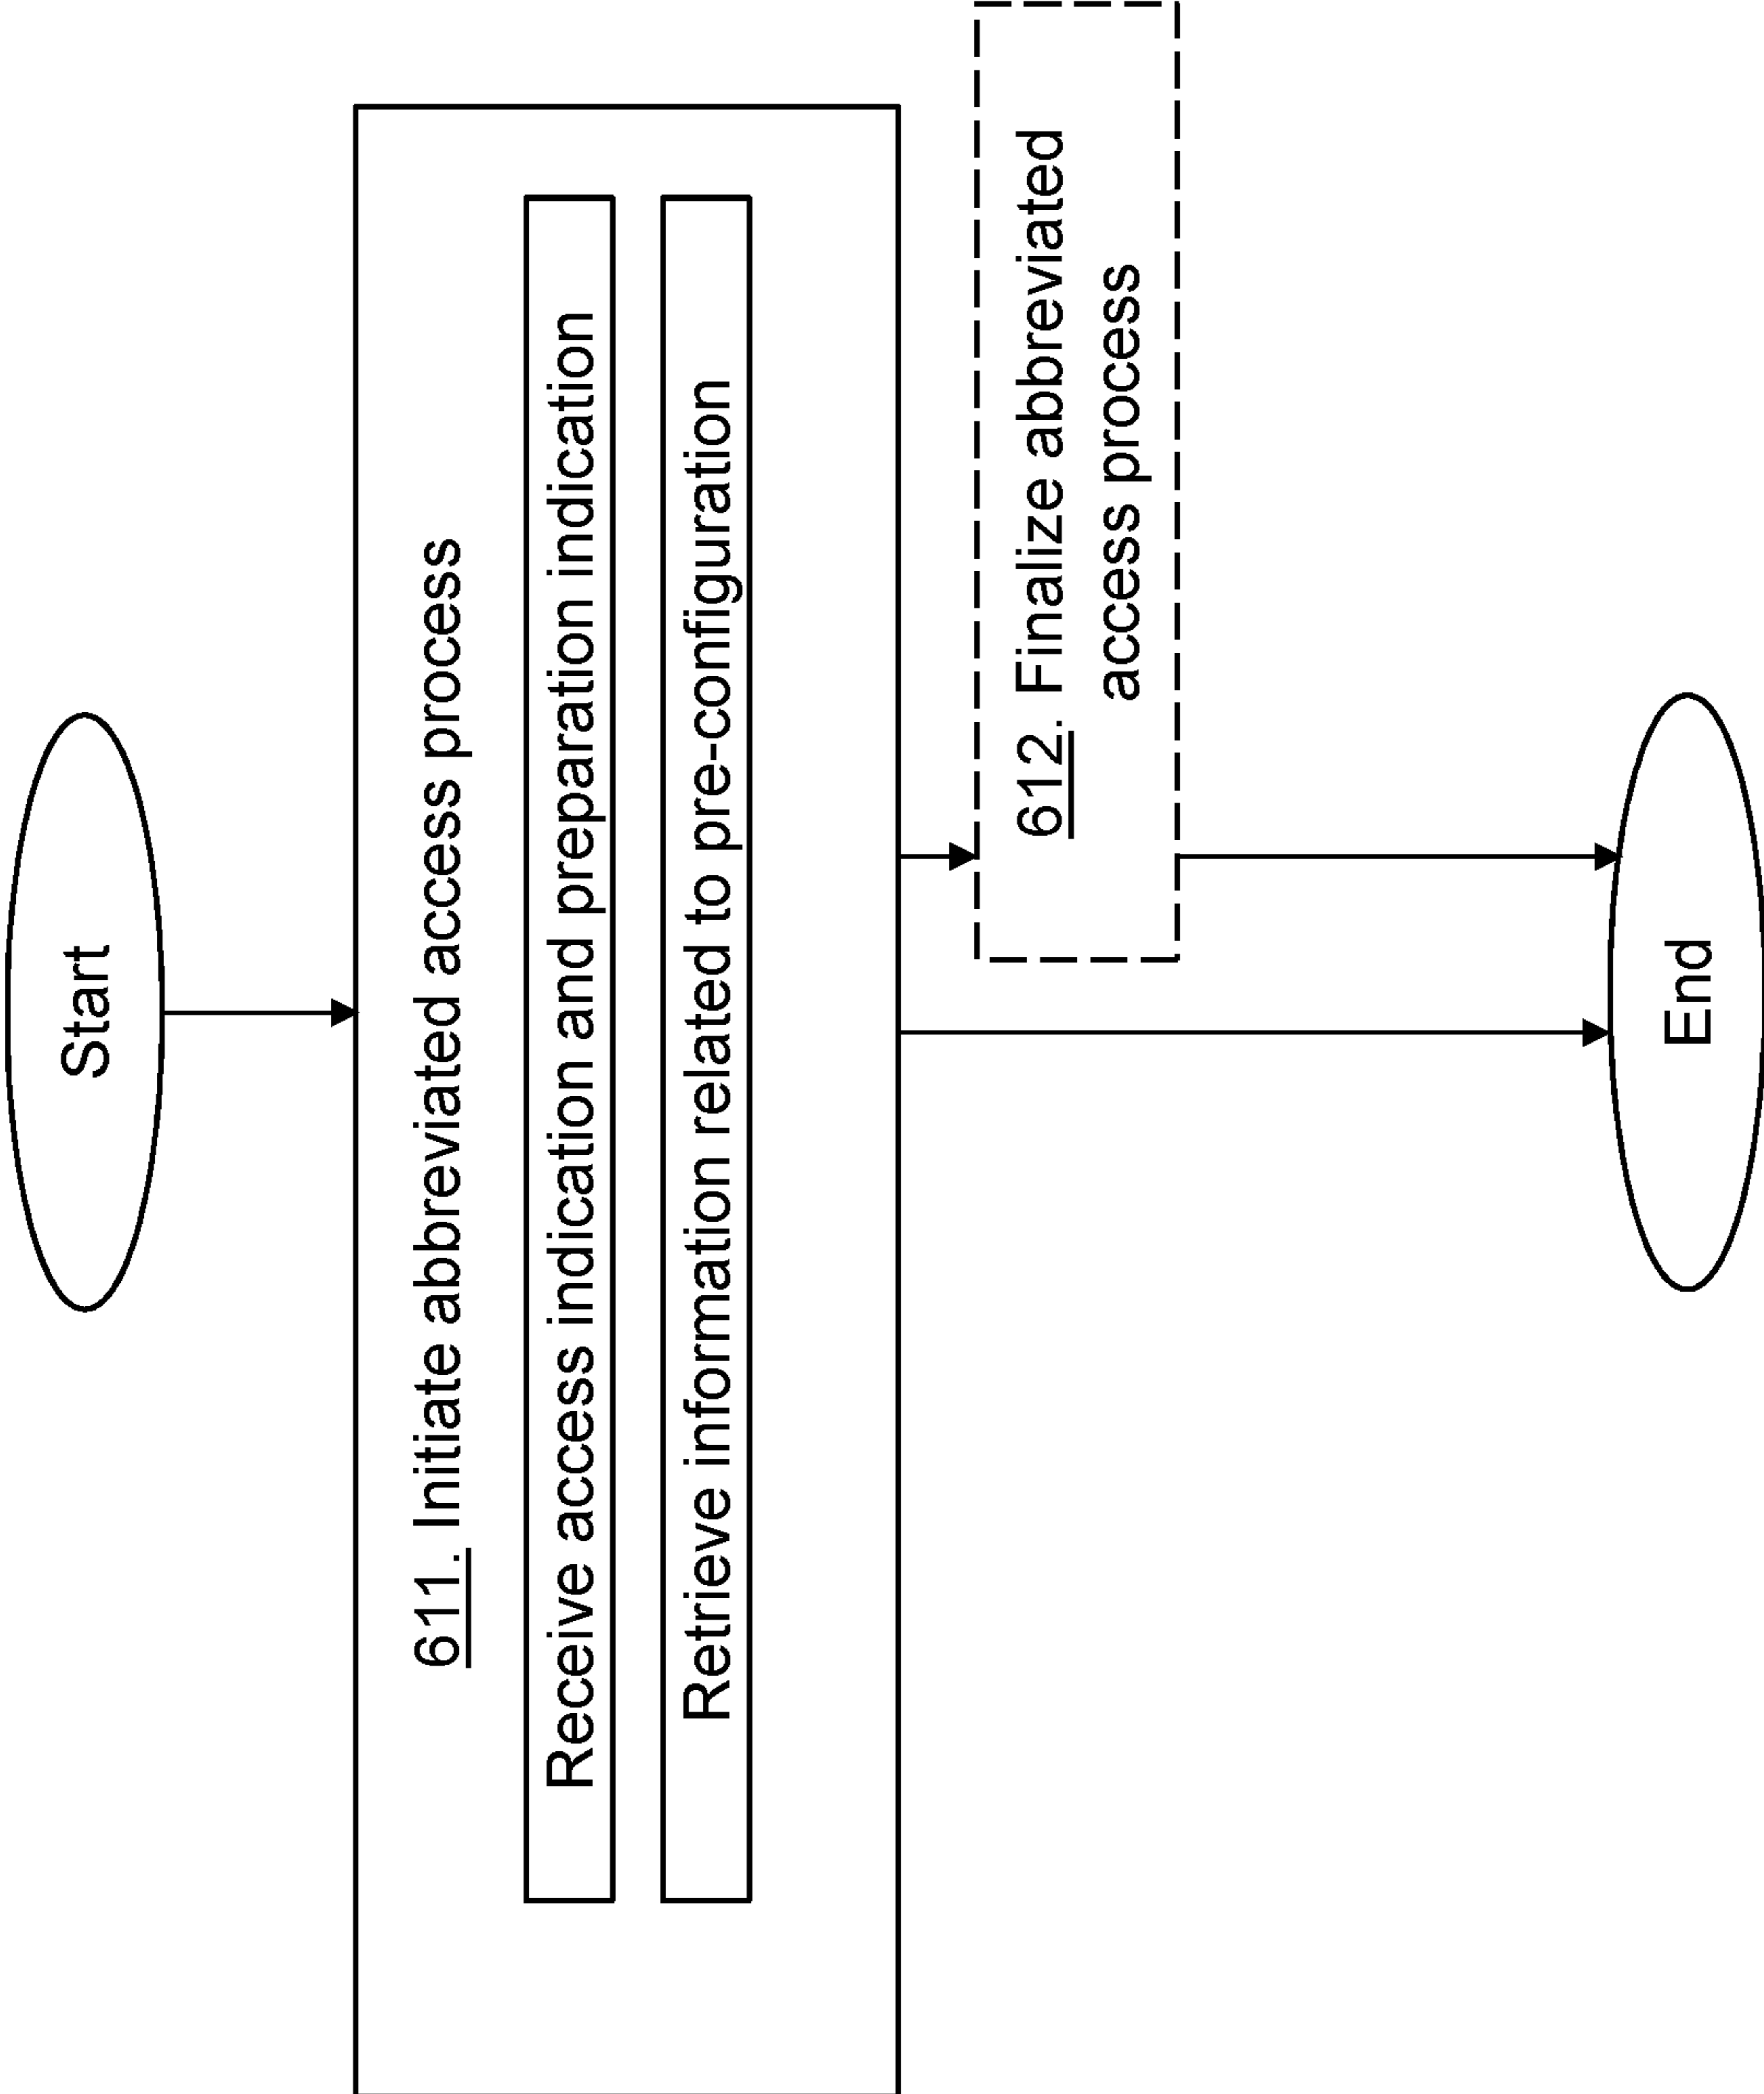 Start
611. Initiate abbreviated access process
Receive access indication and preparation indication
Retrieve information related to pre-configuration
612. Finalize abbreviated
access process
End